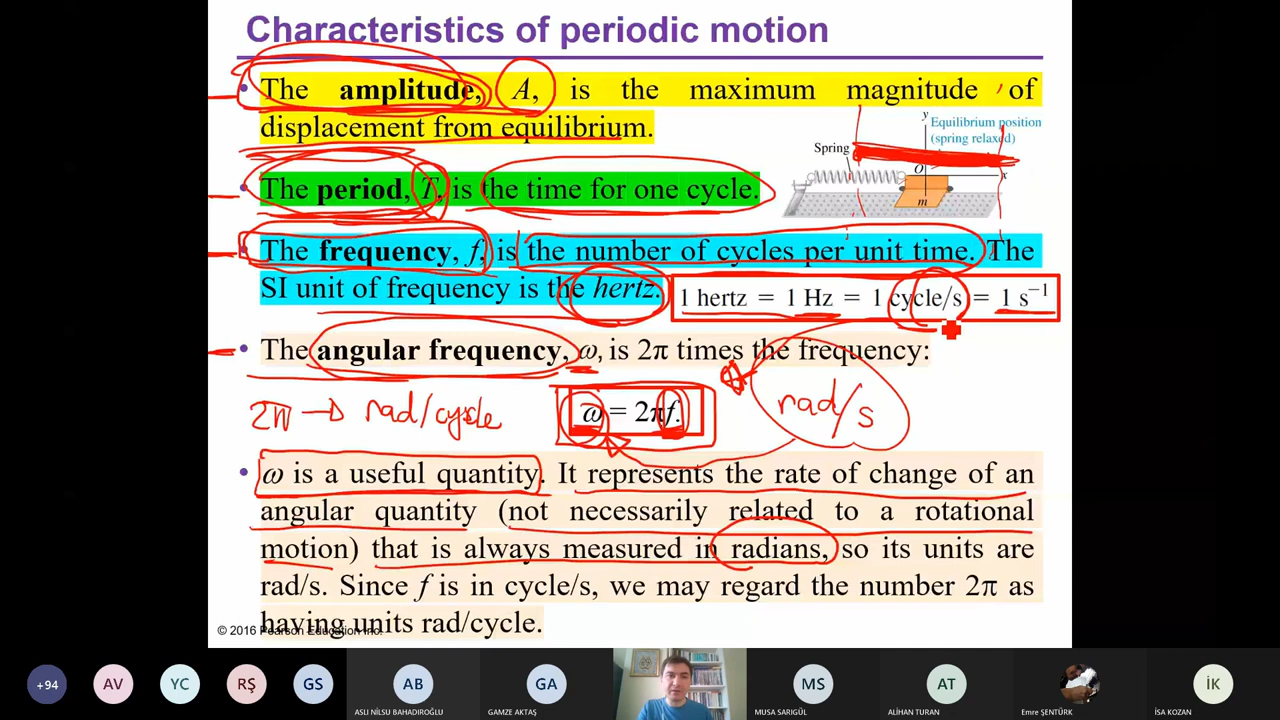 Characteristics of periodic motion
• The amplitude, A, is the maximum magnitude of
displacement from equilibrium.
y
Equilibrium position
(spring relaxed)
Spring
O
x
m
• The period, T, is the time for one cycle.
• The frequency, f, is the number of cycles per unit time. The
SI unit of frequency is the hertz.
1 hertz = 1 Hz = 1 cycle/s = 1 s⁻¹
• The angular frequency, ω, is 2π times the frequency:
2π → rad/cycle
ω = 2πf.
rad/s
• ω is a useful quantity. It represents the rate of change of an
angular quantity (not necessarily related to a rotational
motion) that is always measured in radians, so its units are
rad/s. Since f is in cycle/s, we may regard the number 2π as
having units rad/cycle.
© 2016 Pearson Education Inc.
+94
AV
YC
RŞ
GS
AB
ASLI NİLSU BAHADIROĞLU
GA
GAMZE AKTAŞ
MS
MUSA SARIGÜL
AT
ALİHAN TURAN
Emre ŞENTÜRK
İK
İSA KOZAN